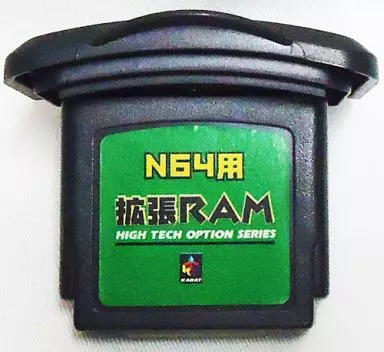 N64用
拡張RAM
HIGH TECH OPTION SERIES
KARAT